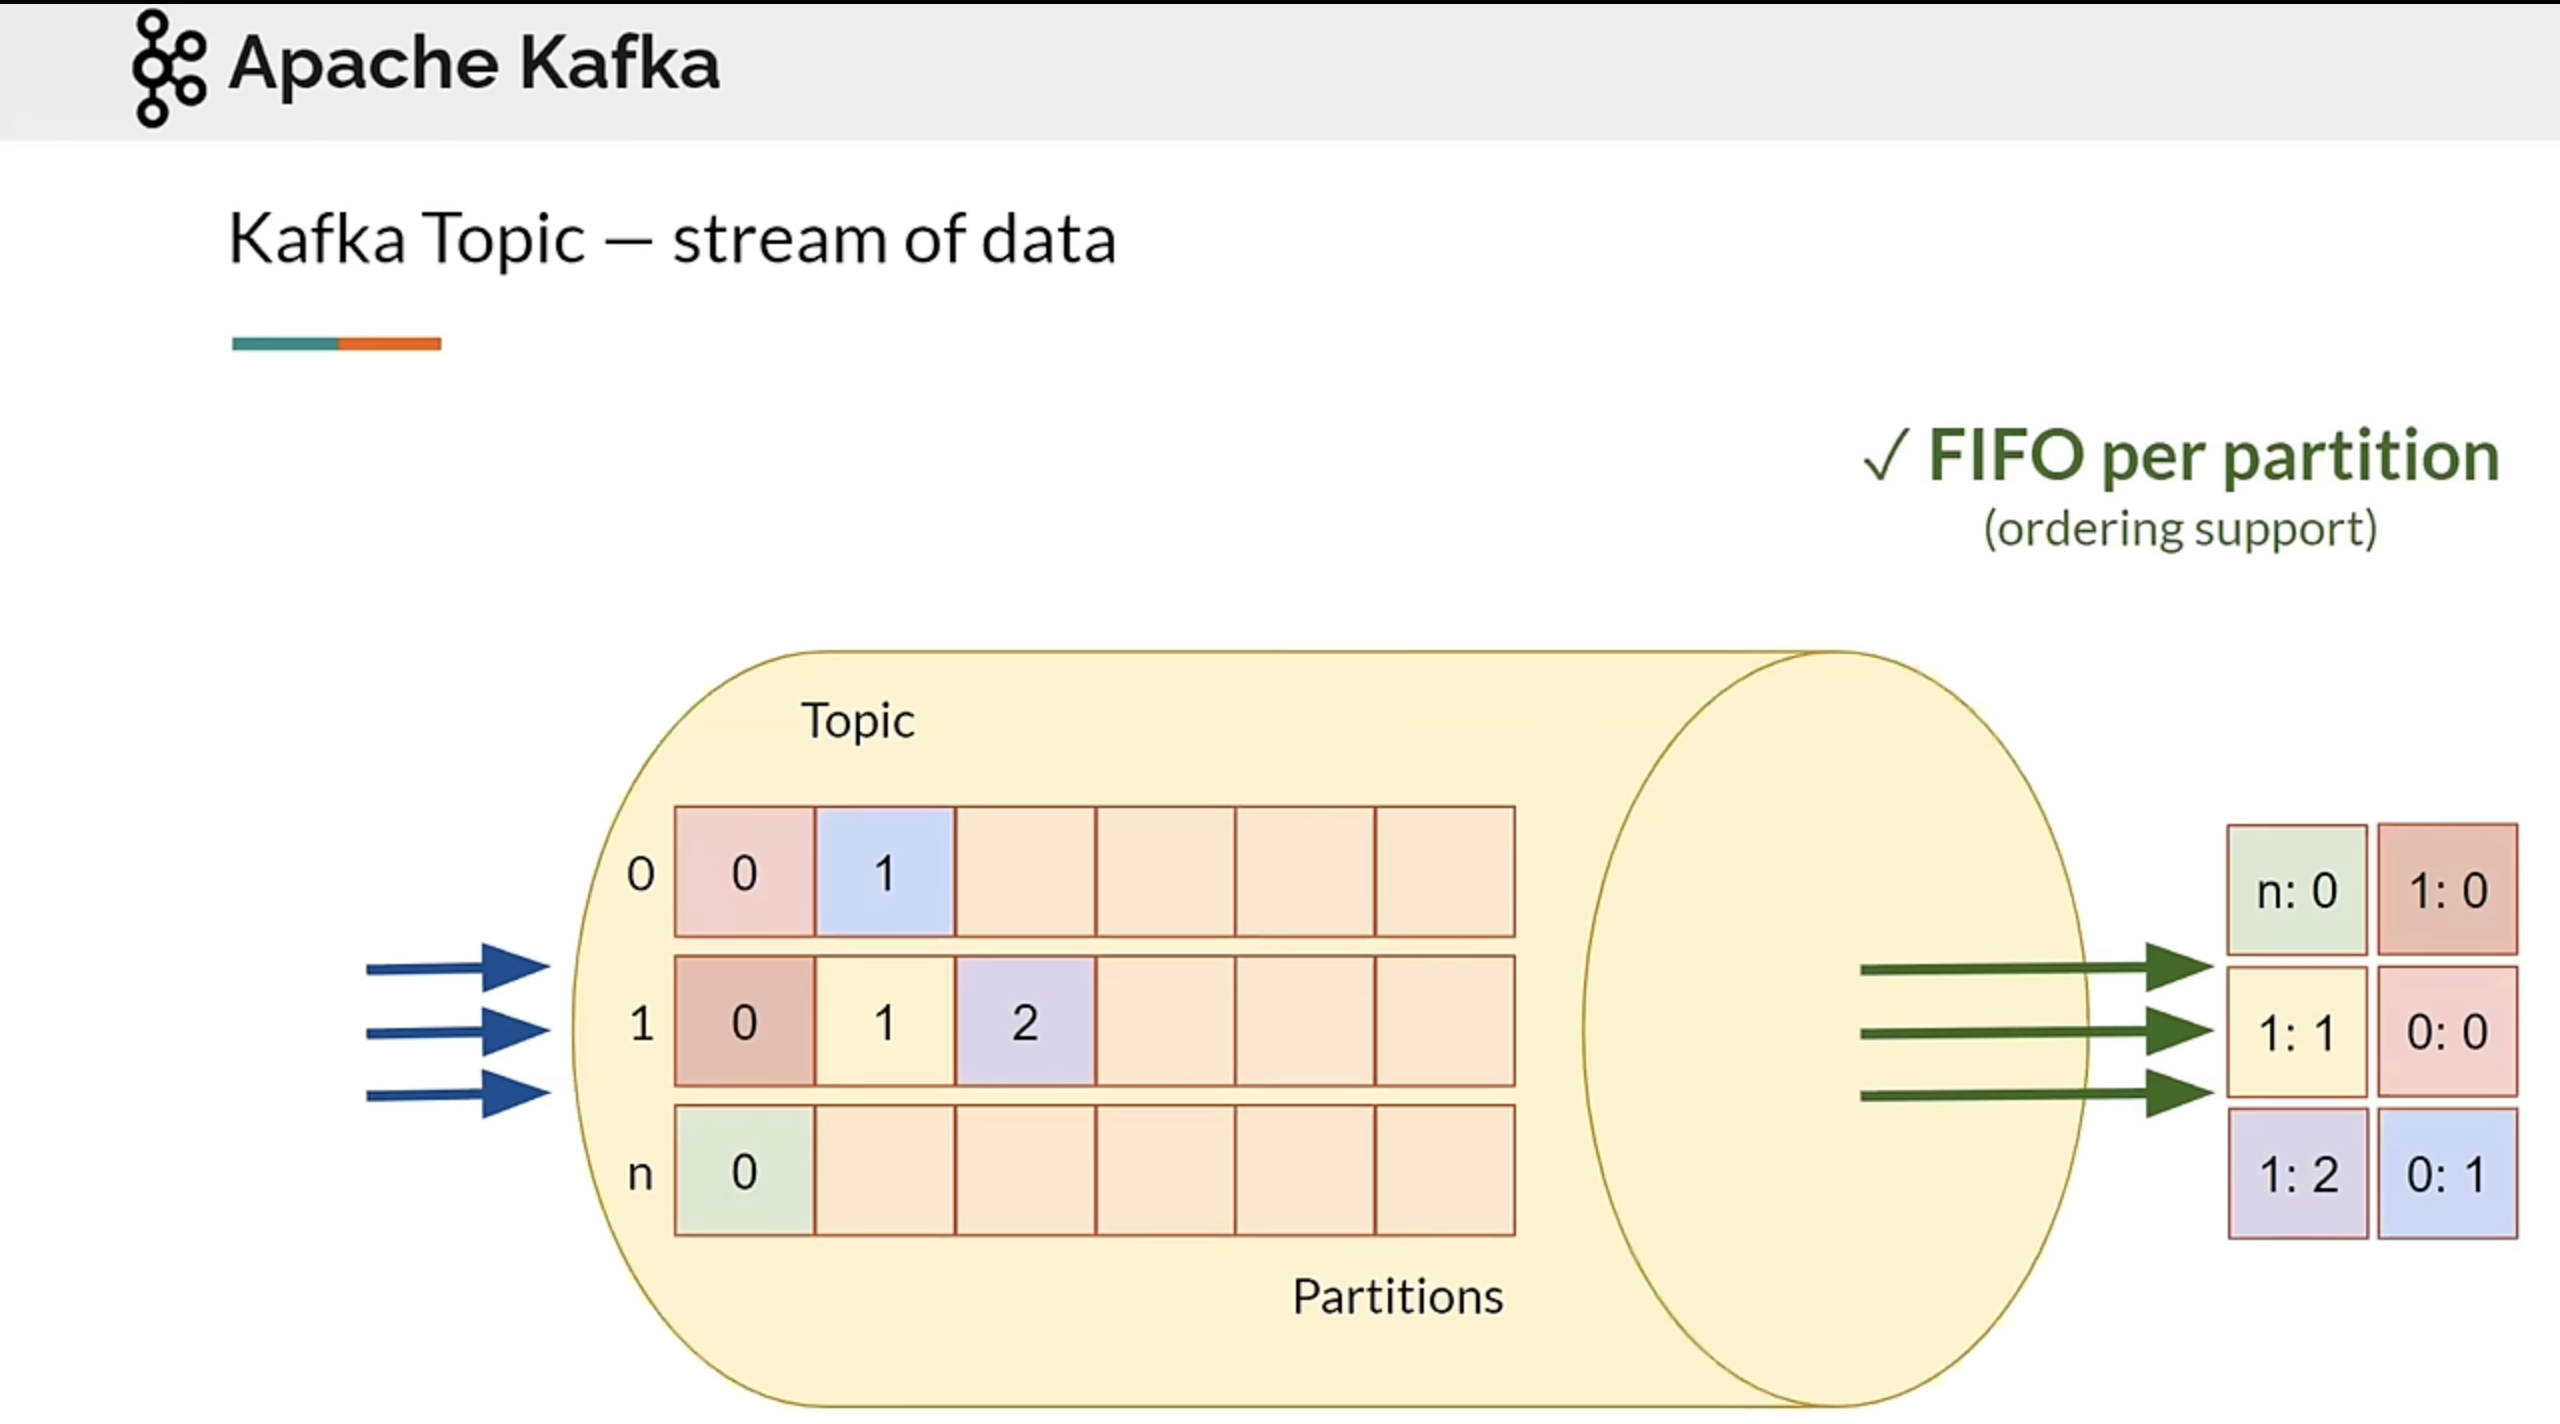 Apache Kafka
Kafka Topic — stream of data
✓ FIFO per partition
(ordering support)
Topic
0 0 1
1 0 1 2
n 0
Partitions
n: 0 1: 0
1: 1 0: 0
1: 2 0: 1